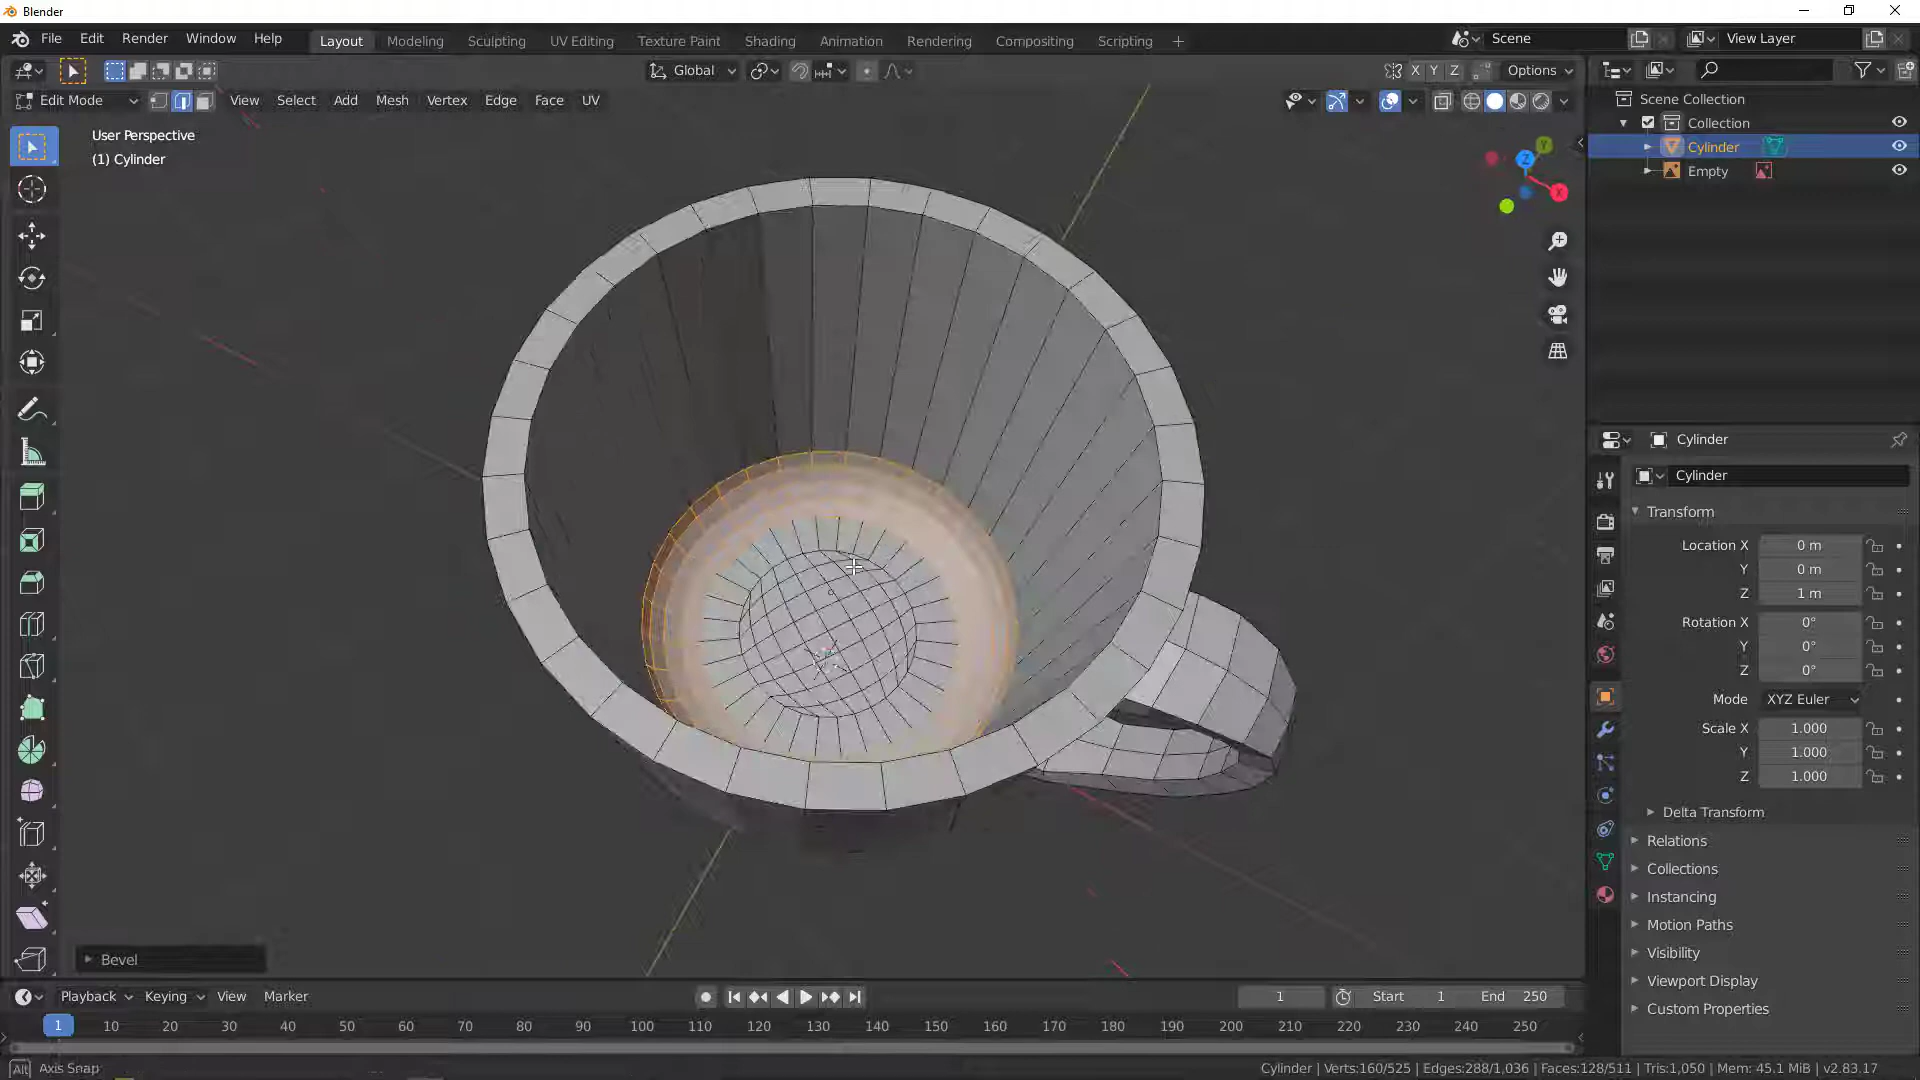 Blender
File Edit Render Window Help Layout Modeling Sculpting UV Editing Texture Paint Shading Animation Rendering Compositing Scripting + Scene View Layer
Global X Y Z Options
Edit Mode View Select Add Mesh Vertex Edge Face UV
User Perspective
(1) Cylinder
Y
Z
X
Scene Collection
Collection
Cylinder
Empty
Cylinder
Cylinder
Transform
Location X 0 m
Y 0 m
Z 1 m
Rotation X 0°
Y 0°
Z 0°
Mode XYZ Euler
Scale X 1.000
Y 1.000
Z 1.000
Delta Transform
Relations
Collections
Instancing
Motion Paths
Visibility
Viewport Display
Custom Properties
Bevel
Playback Keying View Marker 1 Start 1 End 250
1 10 20 30 40 50 60 70 80 90 100 110 120 130 140 150 160 170 180 190 200 210 220 230 240 250
Alt Axis Snap Cylinder | Verts:160/525 | Edges:288/1,036 | Faces:128/511 | Tris:1,050 | Mem: 45.1 MiB | v2.83.17